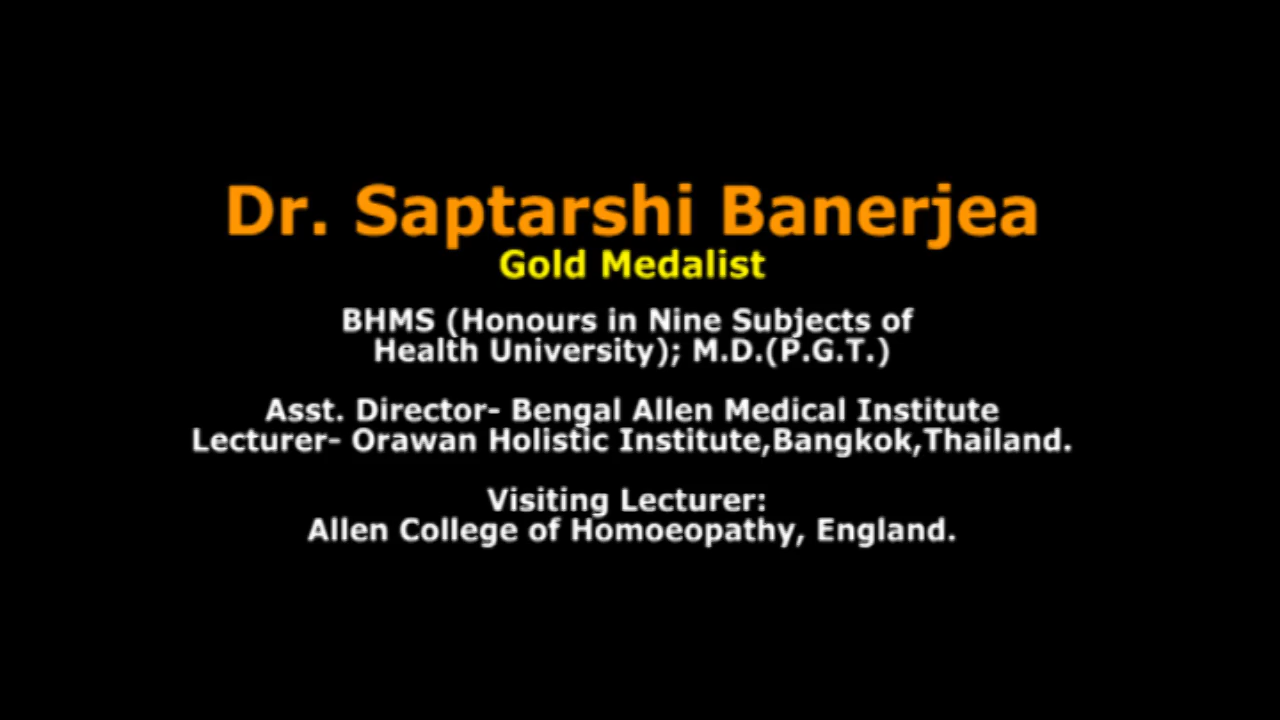 Dr. Saptarshi Banerjea
Gold Medalist
BHMS (Honours in Nine Subjects of
Health University); M.D.(P.G.T.)
Asst. Director- Bengal Allen Medical Institute
Lecturer- Orawan Holistic Institute,Bangkok,Thailand.
Visiting Lecturer:
Allen College of Homoeopathy, England.